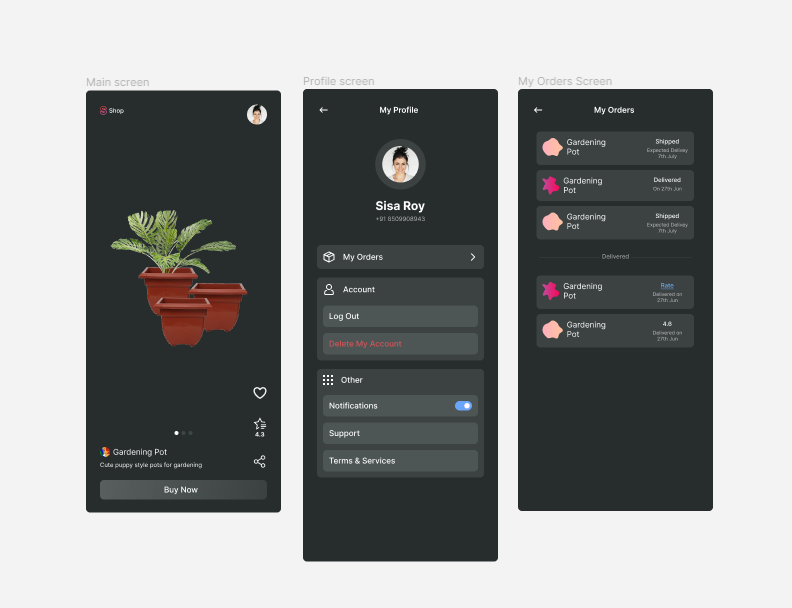 Main screen
Shop
4.3
Gardening Pot
Cute puppy style pots for gardening
Buy Now
Profile screen
My Profile
Sisa Roy
+91 8509908943
My Orders
Account
Log Out
Delete My Account
Other
Notifications
Support
Terms & Services
My Orders Screen
My Orders
Gardening
Pot
Shipped
Expected Delivey
7th July
Gardening
Pot
Delivered
On 27th Jun
Gardening
Pot
Shipped
Expected Delivey
7th July
Delivered
Gardening
Pot
Rate
Delivered on
27th Jun
Gardening
Pot
4.6
Delivered on
27th Jun